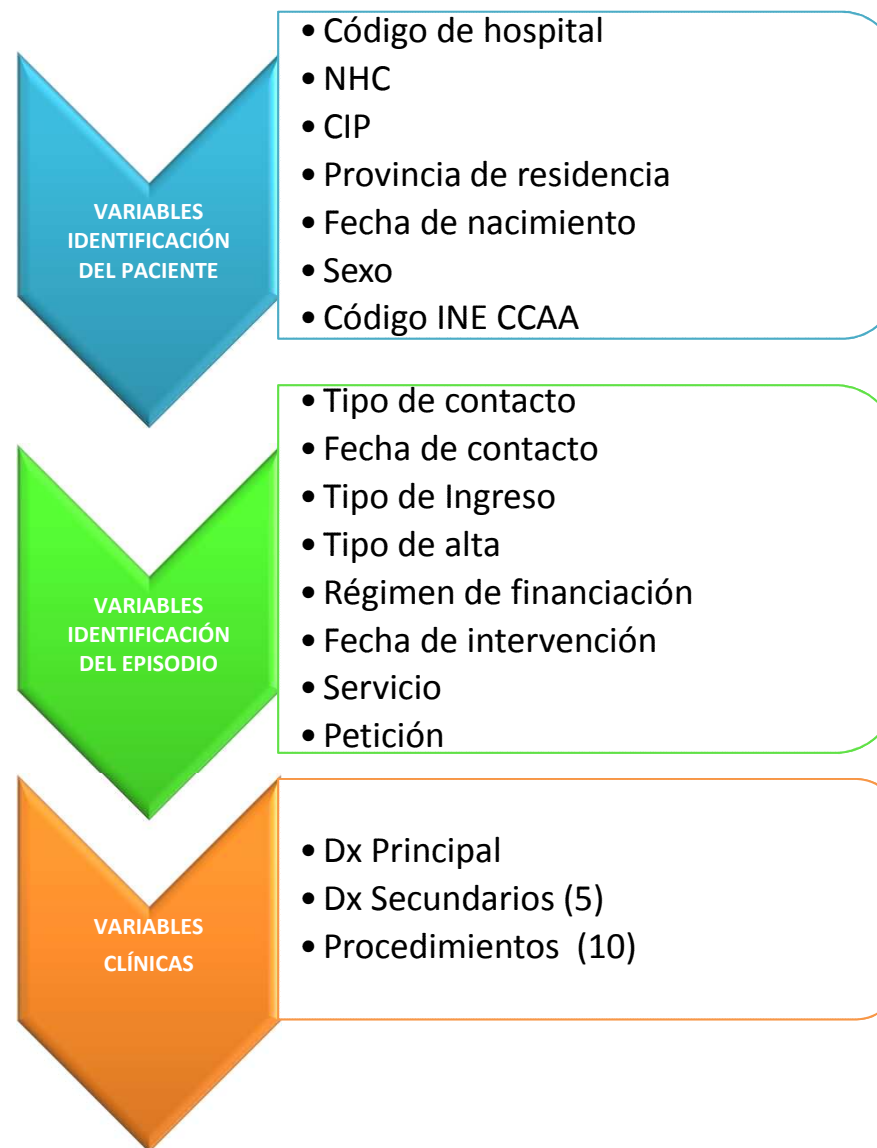 VARIABLES
IDENTIFICACIÓN
DEL PACIENTE
• Código de hospital
• NHC
• CIP
• Provincia de residencia
• Fecha de nacimiento
• Sexo
• Código INE CCAA
VARIABLES
IDENTIFICACIÓN
DEL EPISODIO
• Tipo de contacto
• Fecha de contacto
• Tipo de Ingreso
• Tipo de alta
• Régimen de financiación
• Fecha de intervención
• Servicio
• Petición
VARIABLES
CLÍNICAS
• Dx Principal
• Dx Secundarios (5)
• Procedimientos (10)